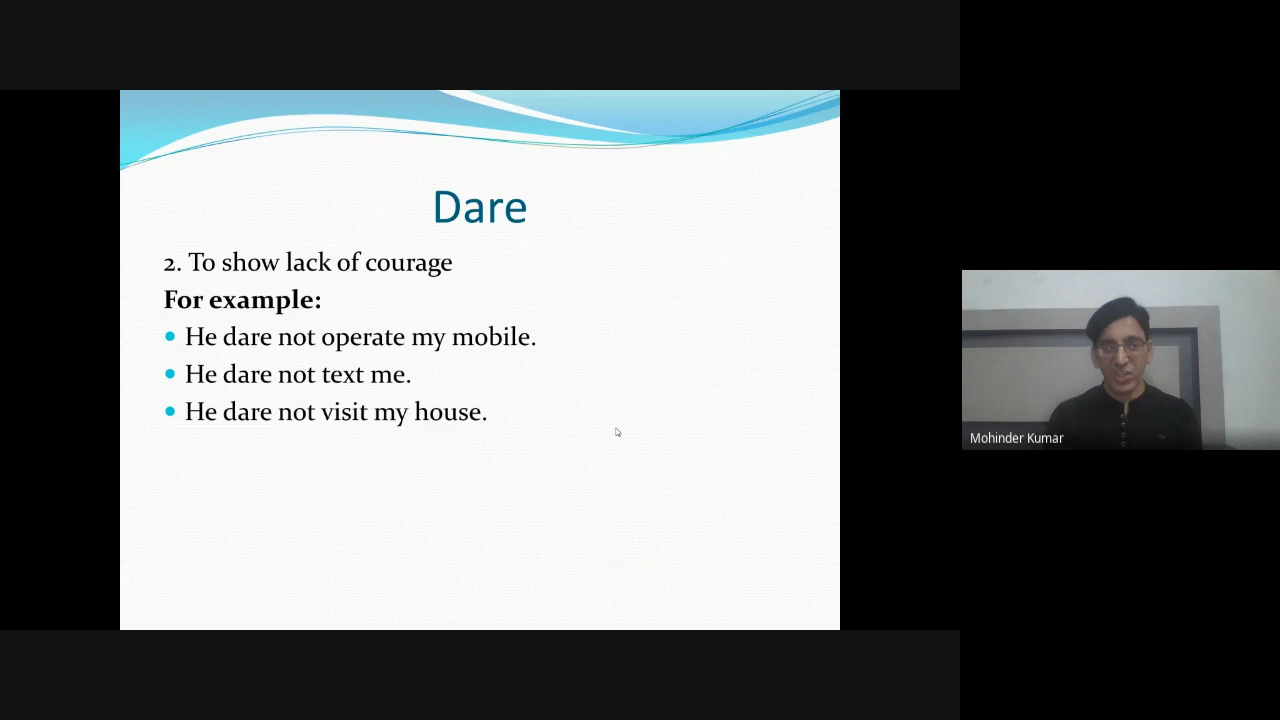 Dare
2. To show lack of courage
For example:
• He dare not operate my mobile.
• He dare not text me.
• He dare not visit my house.
Mohinder Kumar